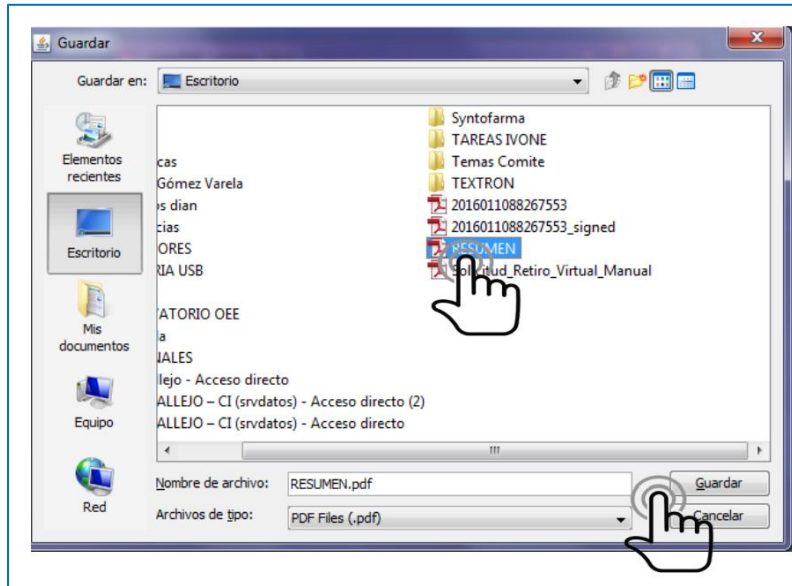 Guardar
Guardar en:
Escritorio
Elementos
recientes
Escritorio
Mis
documentos
Equipo
Red
cas
Gómez Varela
os dian
cias
ORES
RIA USB
ATORIO OEE
a
NALES
llejo - Acceso directo
ALLEJO – CI (srvdatos) - Acceso directo (2)
ALLEJO – CI (srvdatos) - Acceso directo
Syntofarma
TAREAS IVONE
Temas Comite
TEXTRON
2016011088267553
2016011088267553_signed
RESUMEN
Solicitud_Retiro_Virtual_Manual
Nombre de archivo: RESUMEN.pdf
Guardar
Archivos de tipo: PDF Files (.pdf)
Cancelar